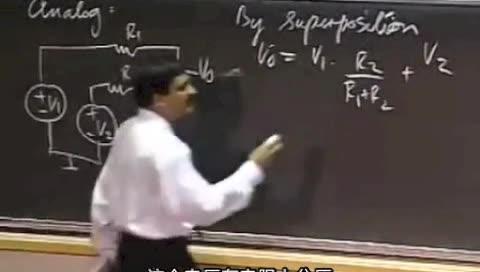 Analog:
By superposition
V₀ = V₁ · R₂ / (R₁+R₂) + V₂
R₁
R
V₀
V₁
V₂